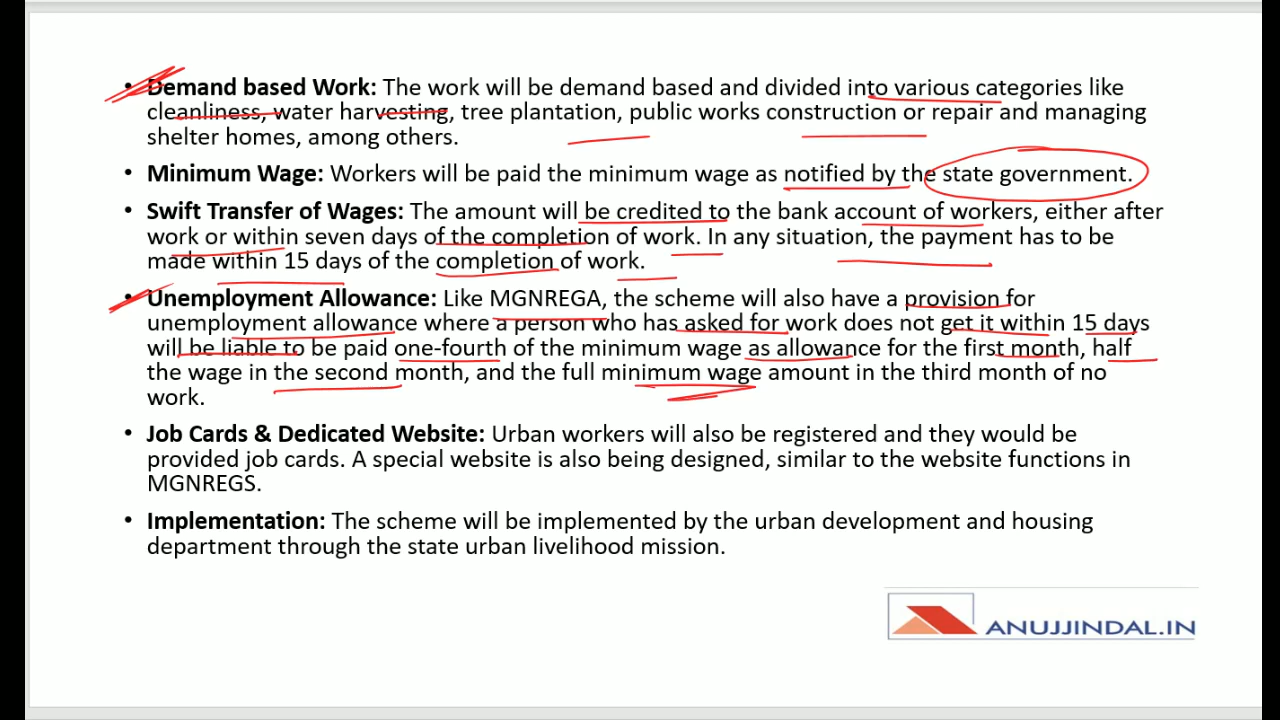 • Demand based Work: The work will be demand based and divided into various categories like
cleanliness, water harvesting, tree plantation, public works construction or repair and managing
shelter homes, among others.
• Minimum Wage: Workers will be paid the minimum wage as notified by the state government.
• Swift Transfer of Wages: The amount will be credited to the bank account of workers, either after
work or within seven days of the completion of work. In any situation, the payment has to be
made within 15 days of the completion of work.
• Unemployment Allowance: Like MGNREGA, the scheme will also have a provision for
unemployment allowance where a person who has asked for work does not get it within 15 days
will be liable to be paid one-fourth of the minimum wage as allowance for the first month, half
the wage in the second month, and the full minimum wage amount in the third month of no
work.
• Job Cards & Dedicated Website: Urban workers will also be registered and they would be
provided job cards. A special website is also being designed, similar to the website functions in
MGNREGS.
• Implementation: The scheme will be implemented by the urban development and housing
department through the state urban livelihood mission.
ANUJJINDAL.IN